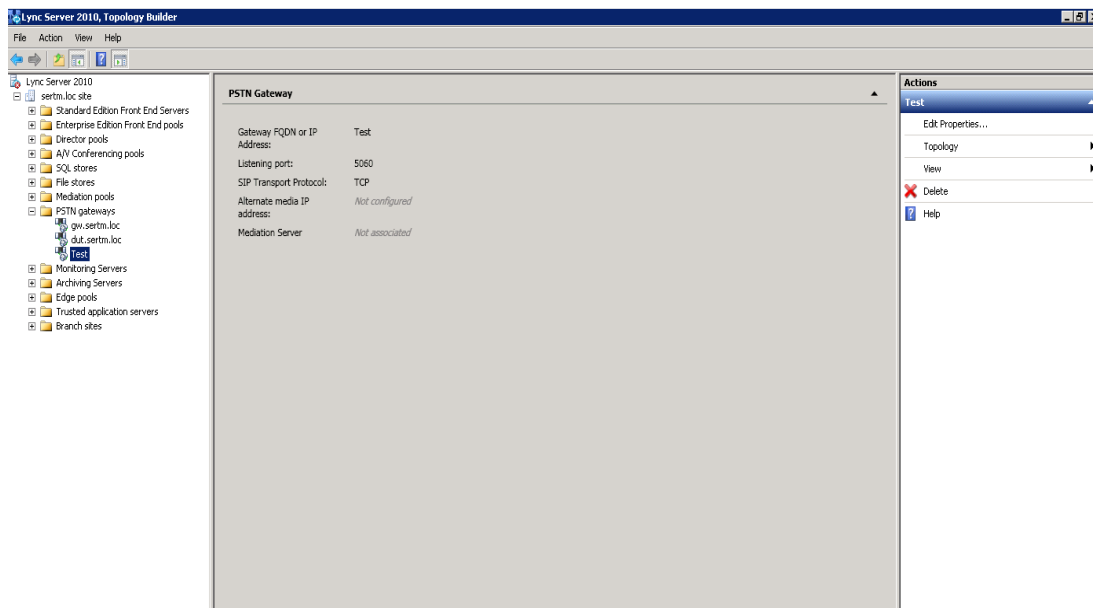 Lync Server 2010, Topology Builder
File Action View Help
Lync Server 2010
sertm.loc site
Standard Edition Front End Servers
Enterprise Edition Front End pools
Director pools
A/V Conferencing pools
SQL stores
File stores
Mediation pools
PSTN gateways
gw.sertm.loc
dut.sertm.loc
Test
Monitoring Servers
Archiving Servers
Edge pools
Trusted application servers
Branch sites
PSTN Gateway
Gateway FQDN or IP Test
Address:
Listening port: 5060
SIP Transport Protocol: TCP
Alternate media IP Not configured
address:
Mediation Server Not associated
Actions
Test
Edit Properties...
Topology
View
Delete
Help